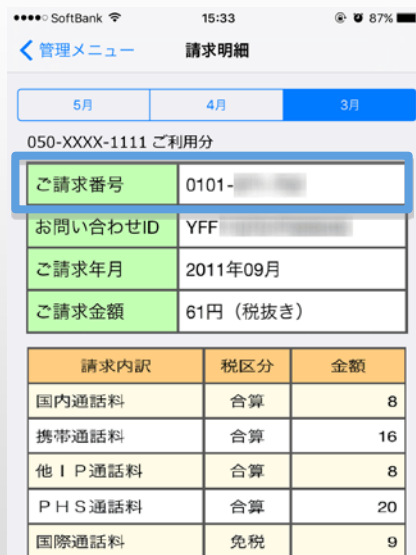 SoftBank 15:33 87%
管理メニュー 請求明細
5月 4月 3月
050-XXXX-1111 ご利用分
ご請求番号 0101-
お問い合わせID YFF
ご請求年月 2011年09月
ご請求金額 61円（税抜き）
請求内訳 税区分 金額
国内通話料 合算 8
携帯通話料 合算 16
他ＩＰ通話料 合算 8
ＰＨＳ通話料 合算 20
国際通話料 免税 9